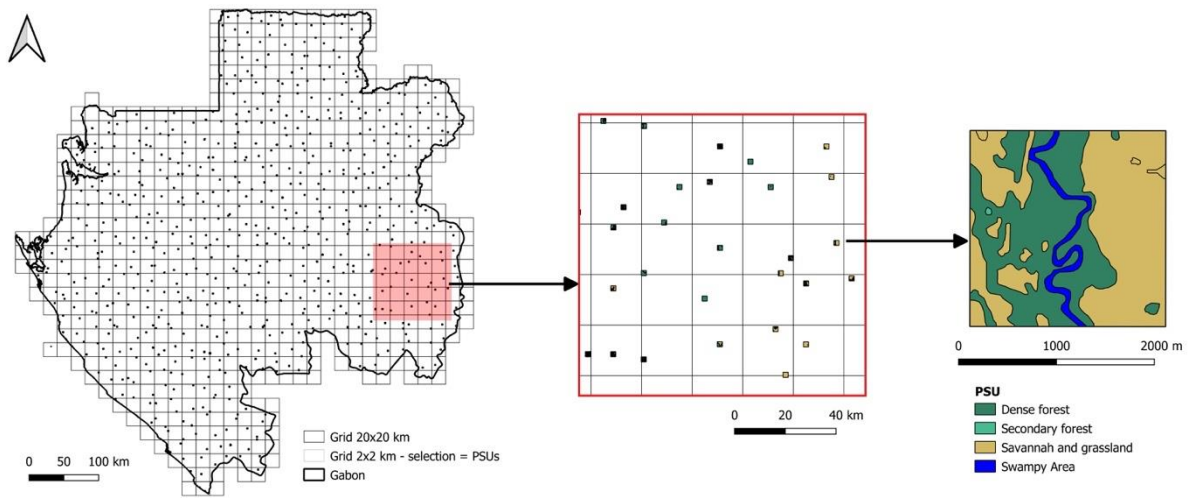 Grid 20x20 km
Grid 2x2 km - selection = PSUs
Gabon
0 50 100 km
0 20 40 km
0 1000 2000 m
PSU
Dense forest
Secondary forest
Savannah and grassland
Swampy Area